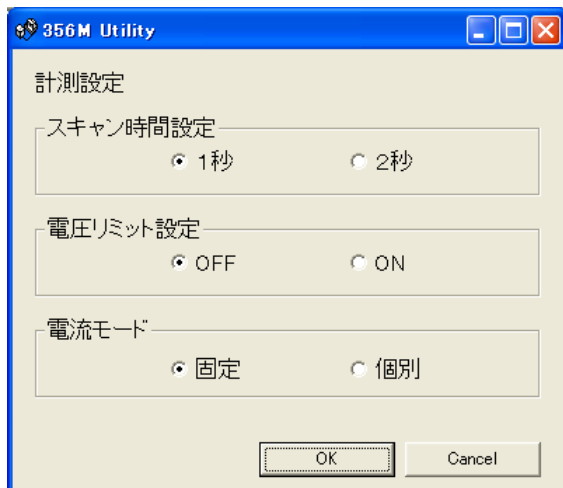 356M Utility
計測設定
スキャン時間設定
1秒 2秒
電圧リミット設定
OFF ON
電流モード
固定 個別
OK Cancel